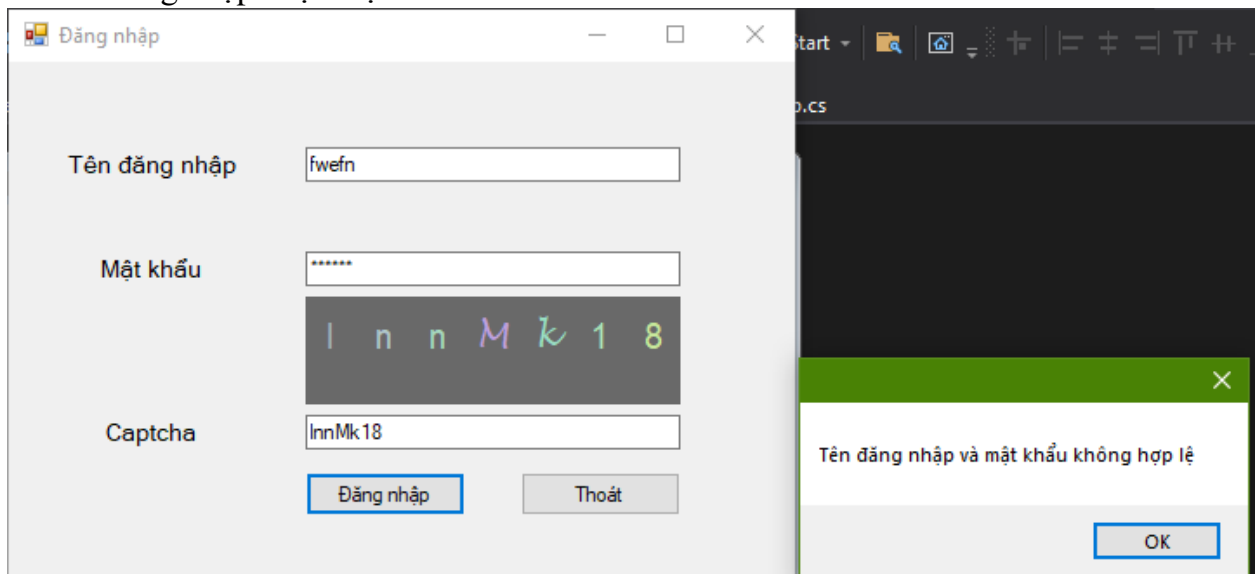 Đăng nhập
Start
.cs
Tên đăng nhập
fwefn
Mật khẩu
******
I n n M k 1 8
Captcha
InnMk18
Đăng nhập
Thoát
Tên đăng nhập và mật khẩu không hợp lệ
OK